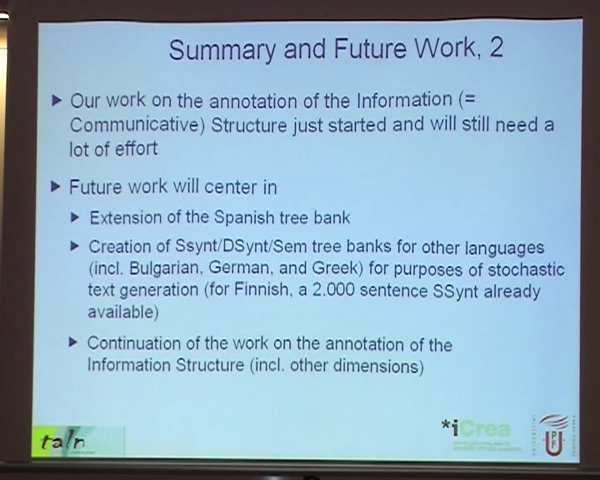 Summary and Future Work, 2
Our work on the annotation of the Information (=
Communicative) Structure just started and will still need a
lot of effort
Future work will center in
Extension of the Spanish tree bank
Creation of Ssynt/DSynt/Sem tree banks for other languages
(incl. Bulgarian, German, and Greek) for purposes of stochastic
text generation (for Finnish, a 2.000 sentence SSynt already
available)
Continuation of the work on the annotation of the
Information Structure (incl. other dimensions)
taln
*iCrea
UPF